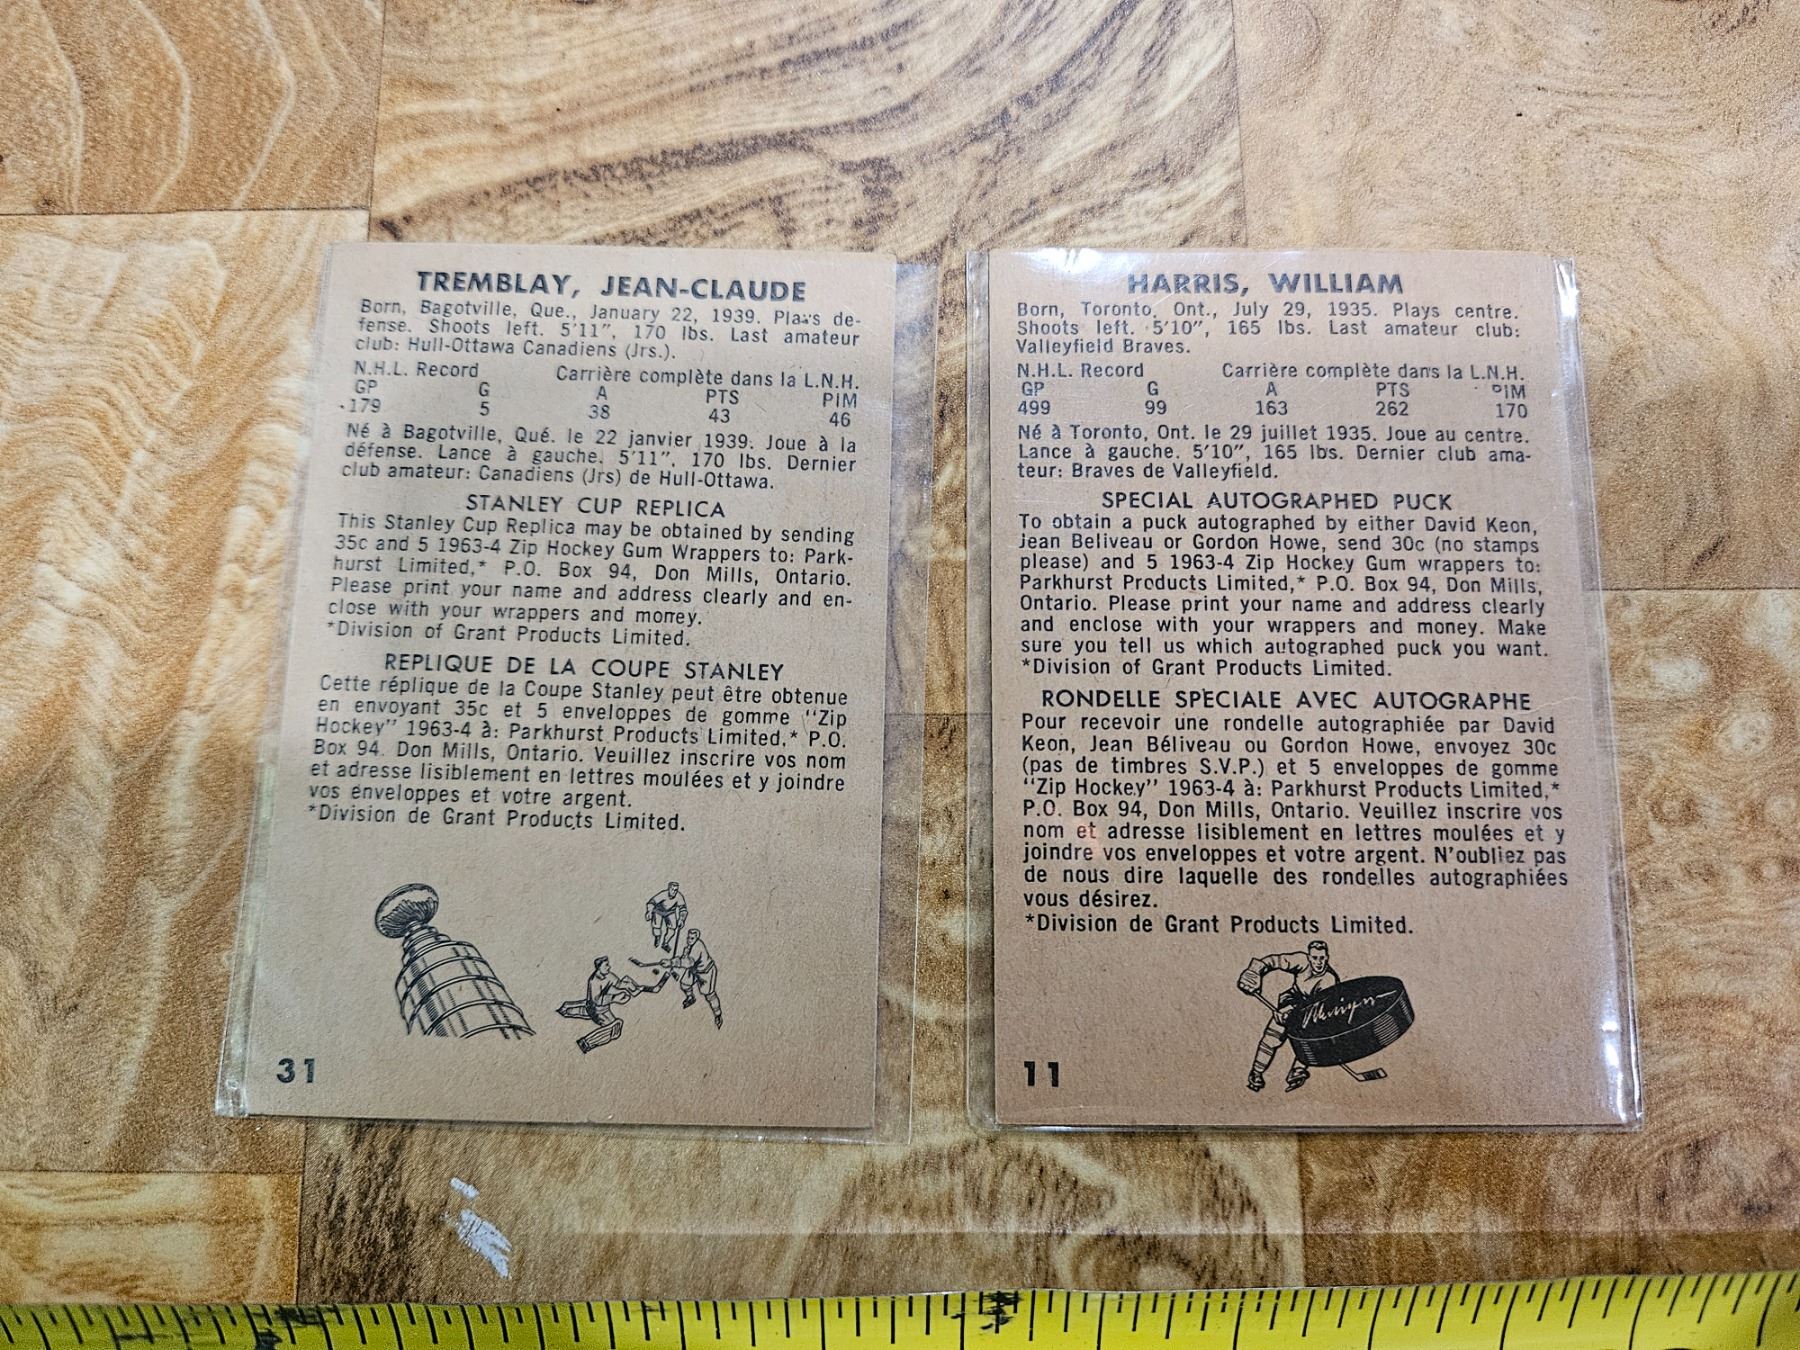 TREMBLAY, JEAN-CLAUDE
Born, Bagotville, Que., January 22, 1939. Plays de-
fense. Shoots left. 5'11", 170 lbs. Last amateur
club: Hull-Ottawa Canadiens (Jrs.).
N.H.L. Record Carrière complète dans la L.N.H.
GP G A PTS PIM
179 5 38 43 46
Né à Bagotville, Qué. le 22 janvier 1939. Joue à la
défense. Lance à gauche. 5'11", 170 lbs. Dernier
club amateur: Canadiens (Jrs) de Hull-Ottawa.
STANLEY CUP REPLICA
This Stanley Cup Replica may be obtained by sending
35c and 5 1963-4 Zip Hockey Gum Wrappers to: Park-
hurst Limited,* P.O. Box 94, Don Mills, Ontario.
Please print your name and address clearly and en-
close with your wrappers and money.
*Division of Grant Products Limited.
REPLIQUE DE LA COUPE STANLEY
Cette réplique de la Coupe Stanley peut être obtenue
en envoyant 35c et 5 enveloppes de gomme "Zip
Hockey" 1963-4 à: Parkhurst Products Limited,* P.O.
Box 94. Don Mills, Ontario. Veuillez inscrire vos nom
et adresse lisiblement en lettres moulées et y joindre
vos enveloppes et votre argent.
*Division de Grant Products Limited.
31
HARRIS, WILLIAM
Born, Toronto, Ont., July 29, 1935. Plays centre.
Shoots left. 5'10", 165 lbs. Last amateur club:
Valleyfield Braves.
N.H.L. Record Carrière complète dans la L.N.H.
GP G A PTS PIM
499 99 163 262 170
Né à Toronto, Ont. le 29 juillet 1935. Joue au centre.
Lance à gauche. 5'10", 165 lbs. Dernier club ama-
teur: Braves de Valleyfield.
SPECIAL AUTOGRAPHED PUCK
To obtain a puck autographed by either David Keon,
Jean Beliveau or Gordon Howe, send 30c (no stamps
please) and 5 1963-4 Zip Hockey Gum wrappers to:
Parkhurst Products Limited,* P.O. Box 94, Don Mills,
Ontario. Please print your name and address clearly
and enclose with your wrappers and money. Make
sure you tell us which autographed puck you want.
*Division of Grant Products Limited.
RONDELLE SPECIALE AVEC AUTOGRAPHE
Pour recevoir une rondelle autographiée par David
Keon, Jean Béliveau ou Gordon Howe, envoyez 30c
(pas de timbres S.V.P.) et 5 enveloppes de gomme
"Zip Hockey" 1963-4 à: Parkhurst Products Limited,*
P.O. Box 94, Don Mills, Ontario. Veuillez inscrire vos
nom et adresse lisiblement en lettres moulées et y
joindre vos enveloppes et votre argent. N'oubliez pas
de nous dire laquelle des rondelles autographiées
vous désirez.
*Division de Grant Products Limited.
11